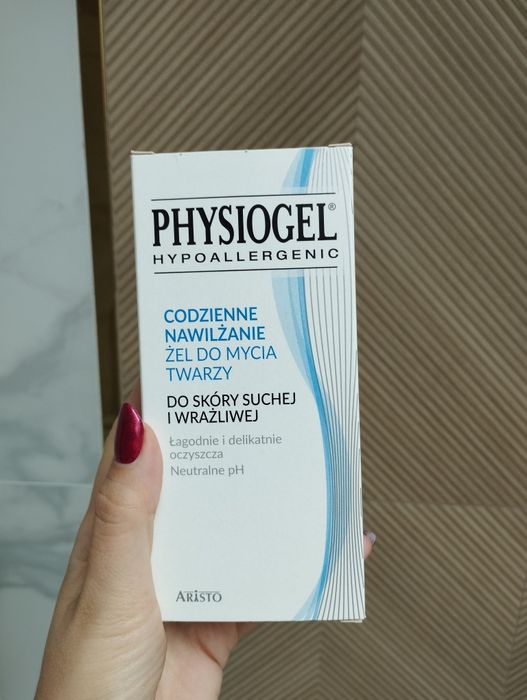 PHYSIOGEL®
HYPOALLERGENIC
CODZIENNE
NAWILŻANIE
ŻEL DO MYCIA
TWARZY
DO SKÓRY SUCHEJ
I WRAŻLIWEJ
Łagodnie i delikatnie
oczyszcza
Neutralne pH
ARISTO